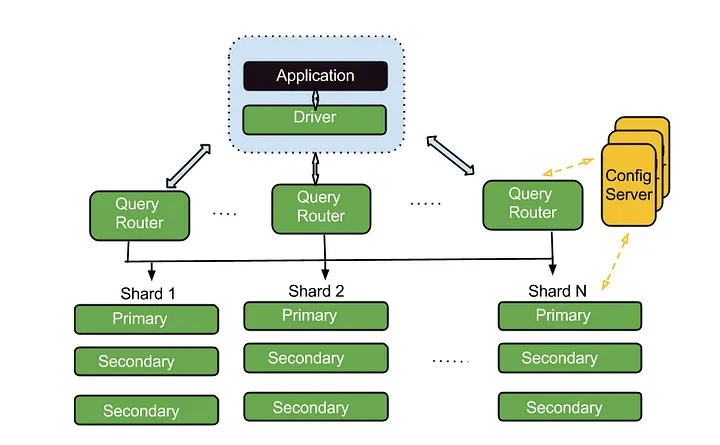 Application
Driver
Query
Router
Query
Router
Query
Router
Config
Server
Shard 1
Shard 2
Shard N
Primary
Primary
Primary
Secondary
Secondary
Secondary
Secondary
Secondary
Secondary